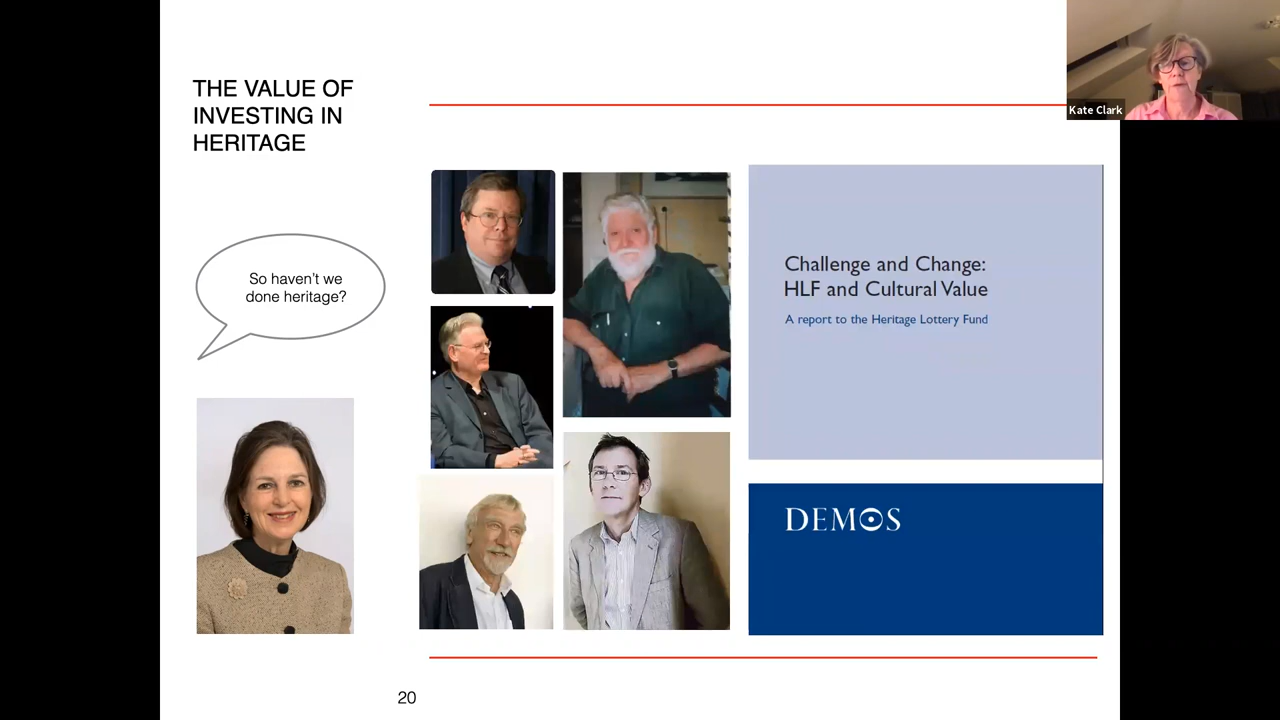 THE VALUE OF
INVESTING IN
HERITAGE
Kate Clark
So haven't we
done heritage?
Challenge and Change:
HLF and Cultural Value
A report to the Heritage Lottery Fund
DEMOS
20